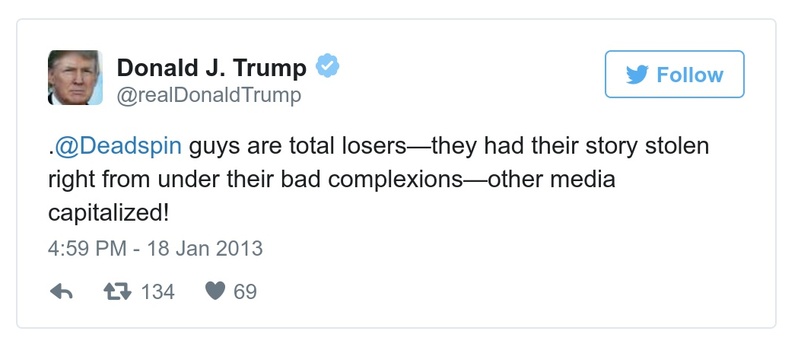 Donald J. Trump
@realDonaldTrump
Follow
.@Deadspin guys are total losers—they had their story stolen
right from under their bad complexions—other media
capitalized!
4:59 PM - 18 Jan 2013
134 69